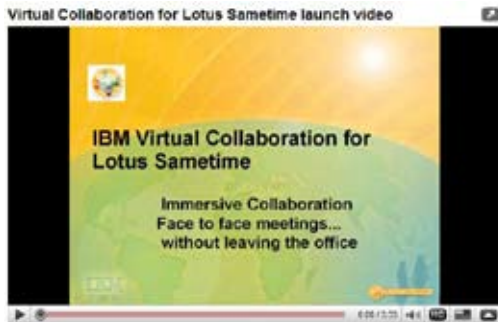 Virtual Collaboration for Lotus Sametime launch video
IBM Virtual Collaboration for
Lotus Sametime
Immersive Collaboration
Face to face meetings...
without leaving the office
HD